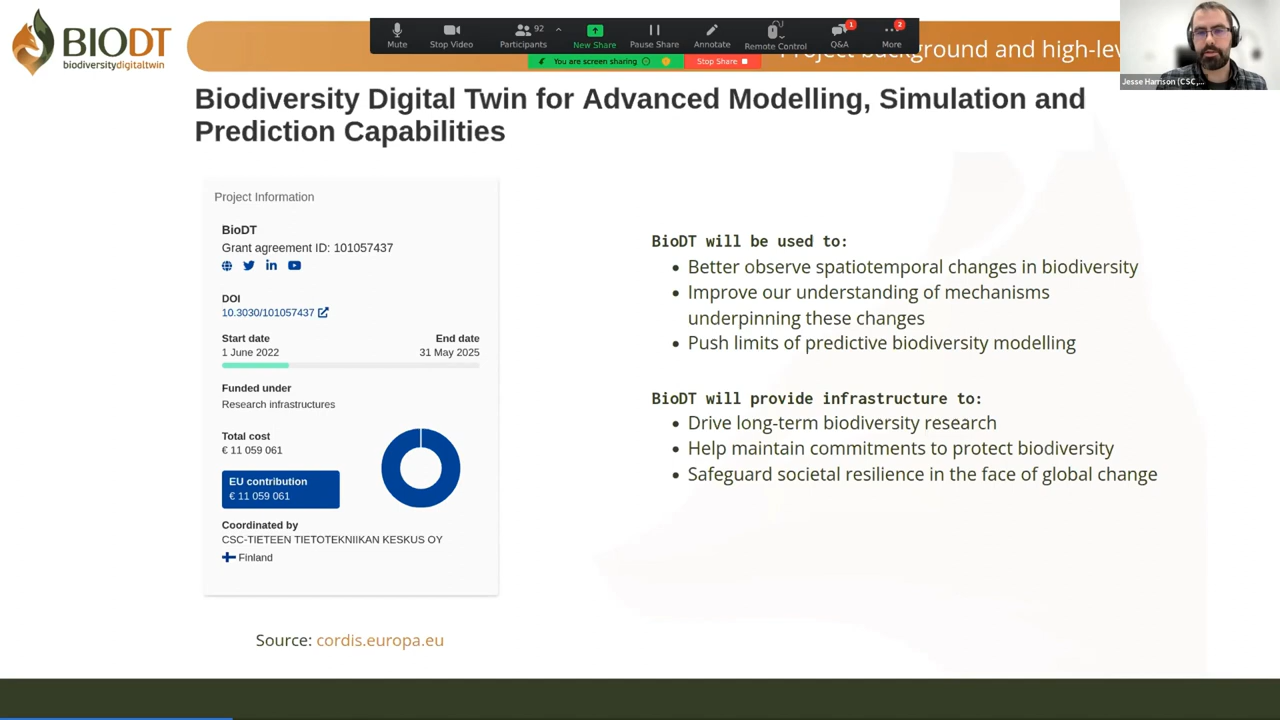 BIODT
biodiversitydigitaltwin
Mute
Stop Video
Participants
92
New Share
Pause Share
Annotate
Remote Control
Q&A
1
More
2
You are screen sharing
Stop Share
Project background and high-lev
Jesse Harrison (CSC,...
Biodiversity Digital Twin for Advanced Modelling, Simulation and
Prediction Capabilities
Project Information
BioDT
Grant agreement ID: 101057437
DOI
10.3030/101057437
Start date
End date
1 June 2022
31 May 2025
Funded under
Research infrastructures
Total cost
€ 11 059 061
EU contribution
€ 11 059 061
Coordinated by
CSC-TIETEEN TIETOTEKNIIKAN KESKUS OY
Finland
Source: cordis.europa.eu
BioDT will be used to:
• Better observe spatiotemporal changes in biodiversity
• Improve our understanding of mechanisms
underpinning these changes
• Push limits of predictive biodiversity modelling
BioDT will provide infrastructure to:
• Drive long-term biodiversity research
• Help maintain commitments to protect biodiversity
• Safeguard societal resilience in the face of global change